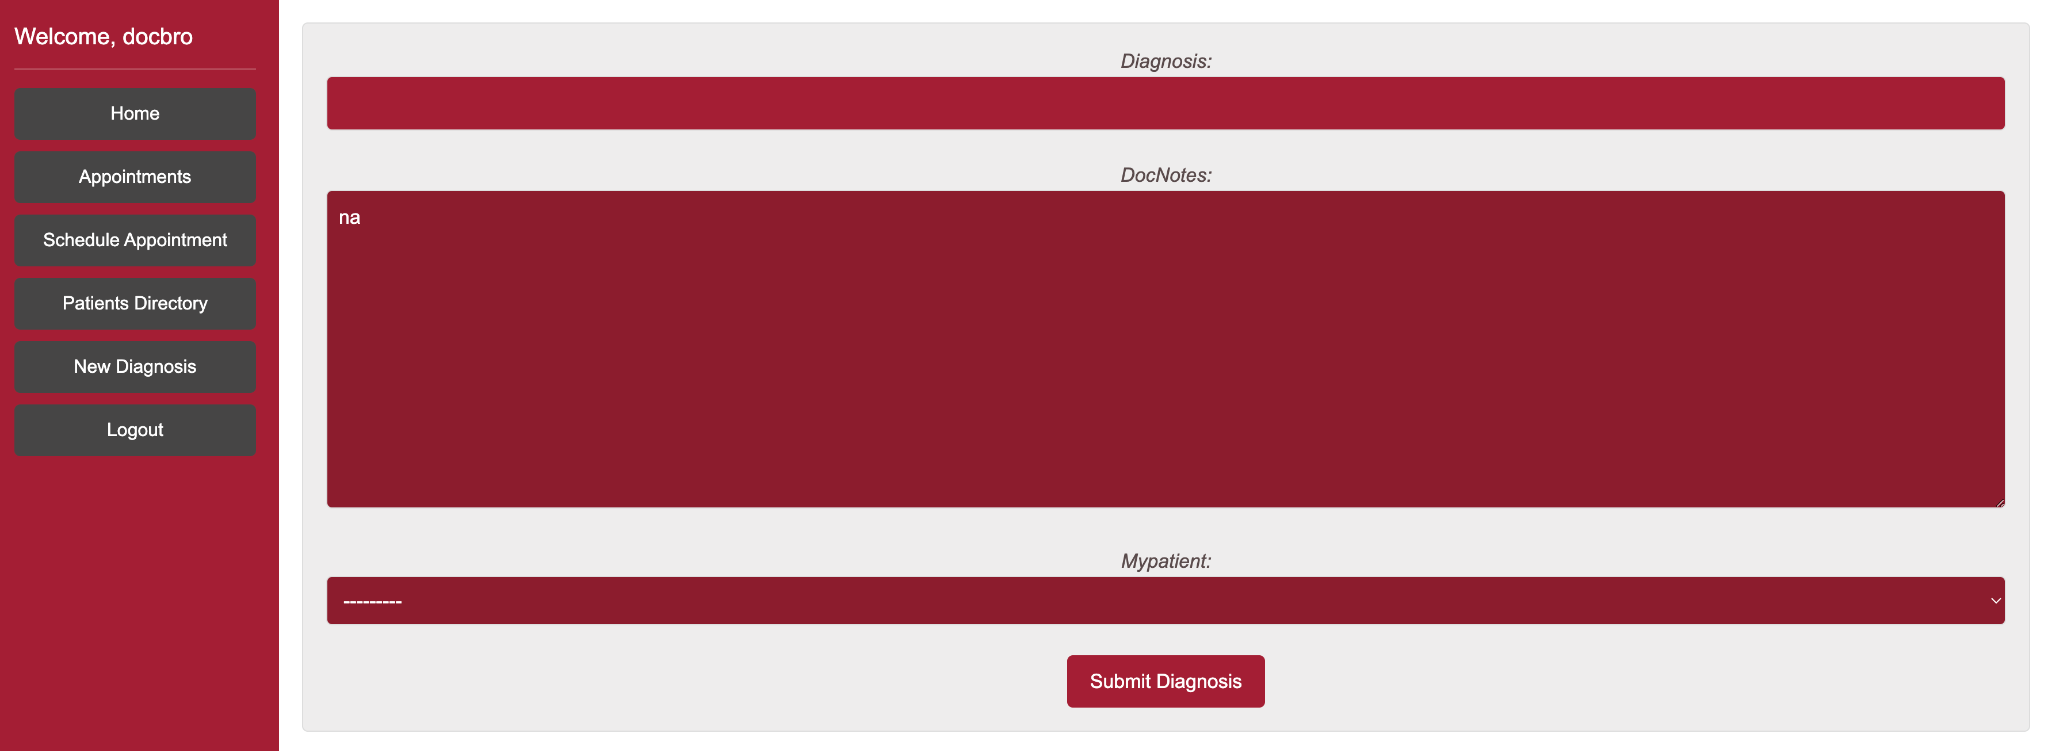 Welcome, docbro
Home
Appointments
Schedule Appointment
Patients Directory
New Diagnosis
Logout
Diagnosis:
DocNotes:
na
Mypatient:
---------
Submit Diagnosis